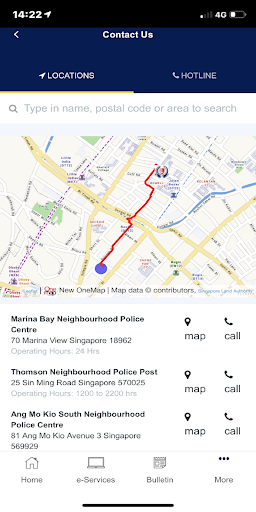 14:22
4G
Contact Us
LOCATIONS
HOTLINE
Type in name, postal code or area to search
New OneMap | Map data © contributors, Singapore Land Authority
Marina Bay Neighbourhood Police
Centre
70 Marina View Singapore 18962
Operating Hours: 24 Hrs
map
call
Thomson Neighbourhood Police Post
25 Sin Ming Road Singapore 570025
Operating Hours: 1200 to 2200 hrs
map
call
Ang Mo Kio South Neighbourhood
Police Centre
81 Ang Mo Kio Avenue 3 Singapore
569929
map
call
Home
e-Services
Bulletin
More